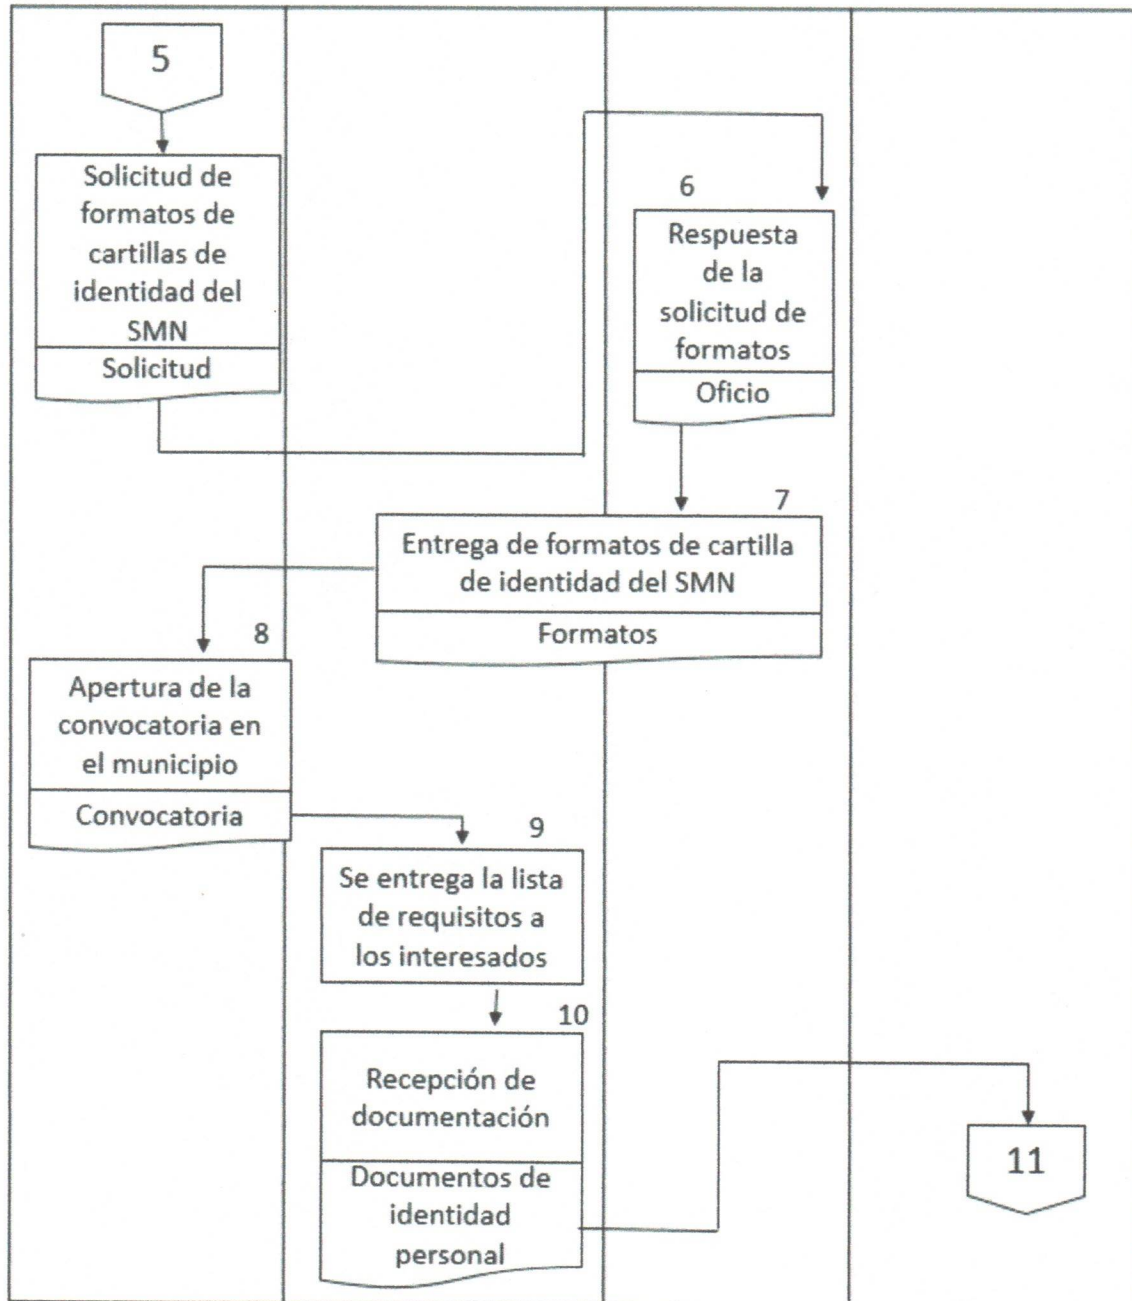 5
Solicitud de
formatos de
cartillas de
identidad del
SMN
Solicitud
6
Respuesta
de la
solicitud de
formatos
Oficio
7
Entrega de formatos de cartilla
de identidad del SMN
Formatos
8
Apertura de la
convocatoria en
el municipio
Convocatoria
9
Se entrega la lista
de requisitos a
los interesados
10
Recepción de
documentación
Documentos de
identidad
personal
11